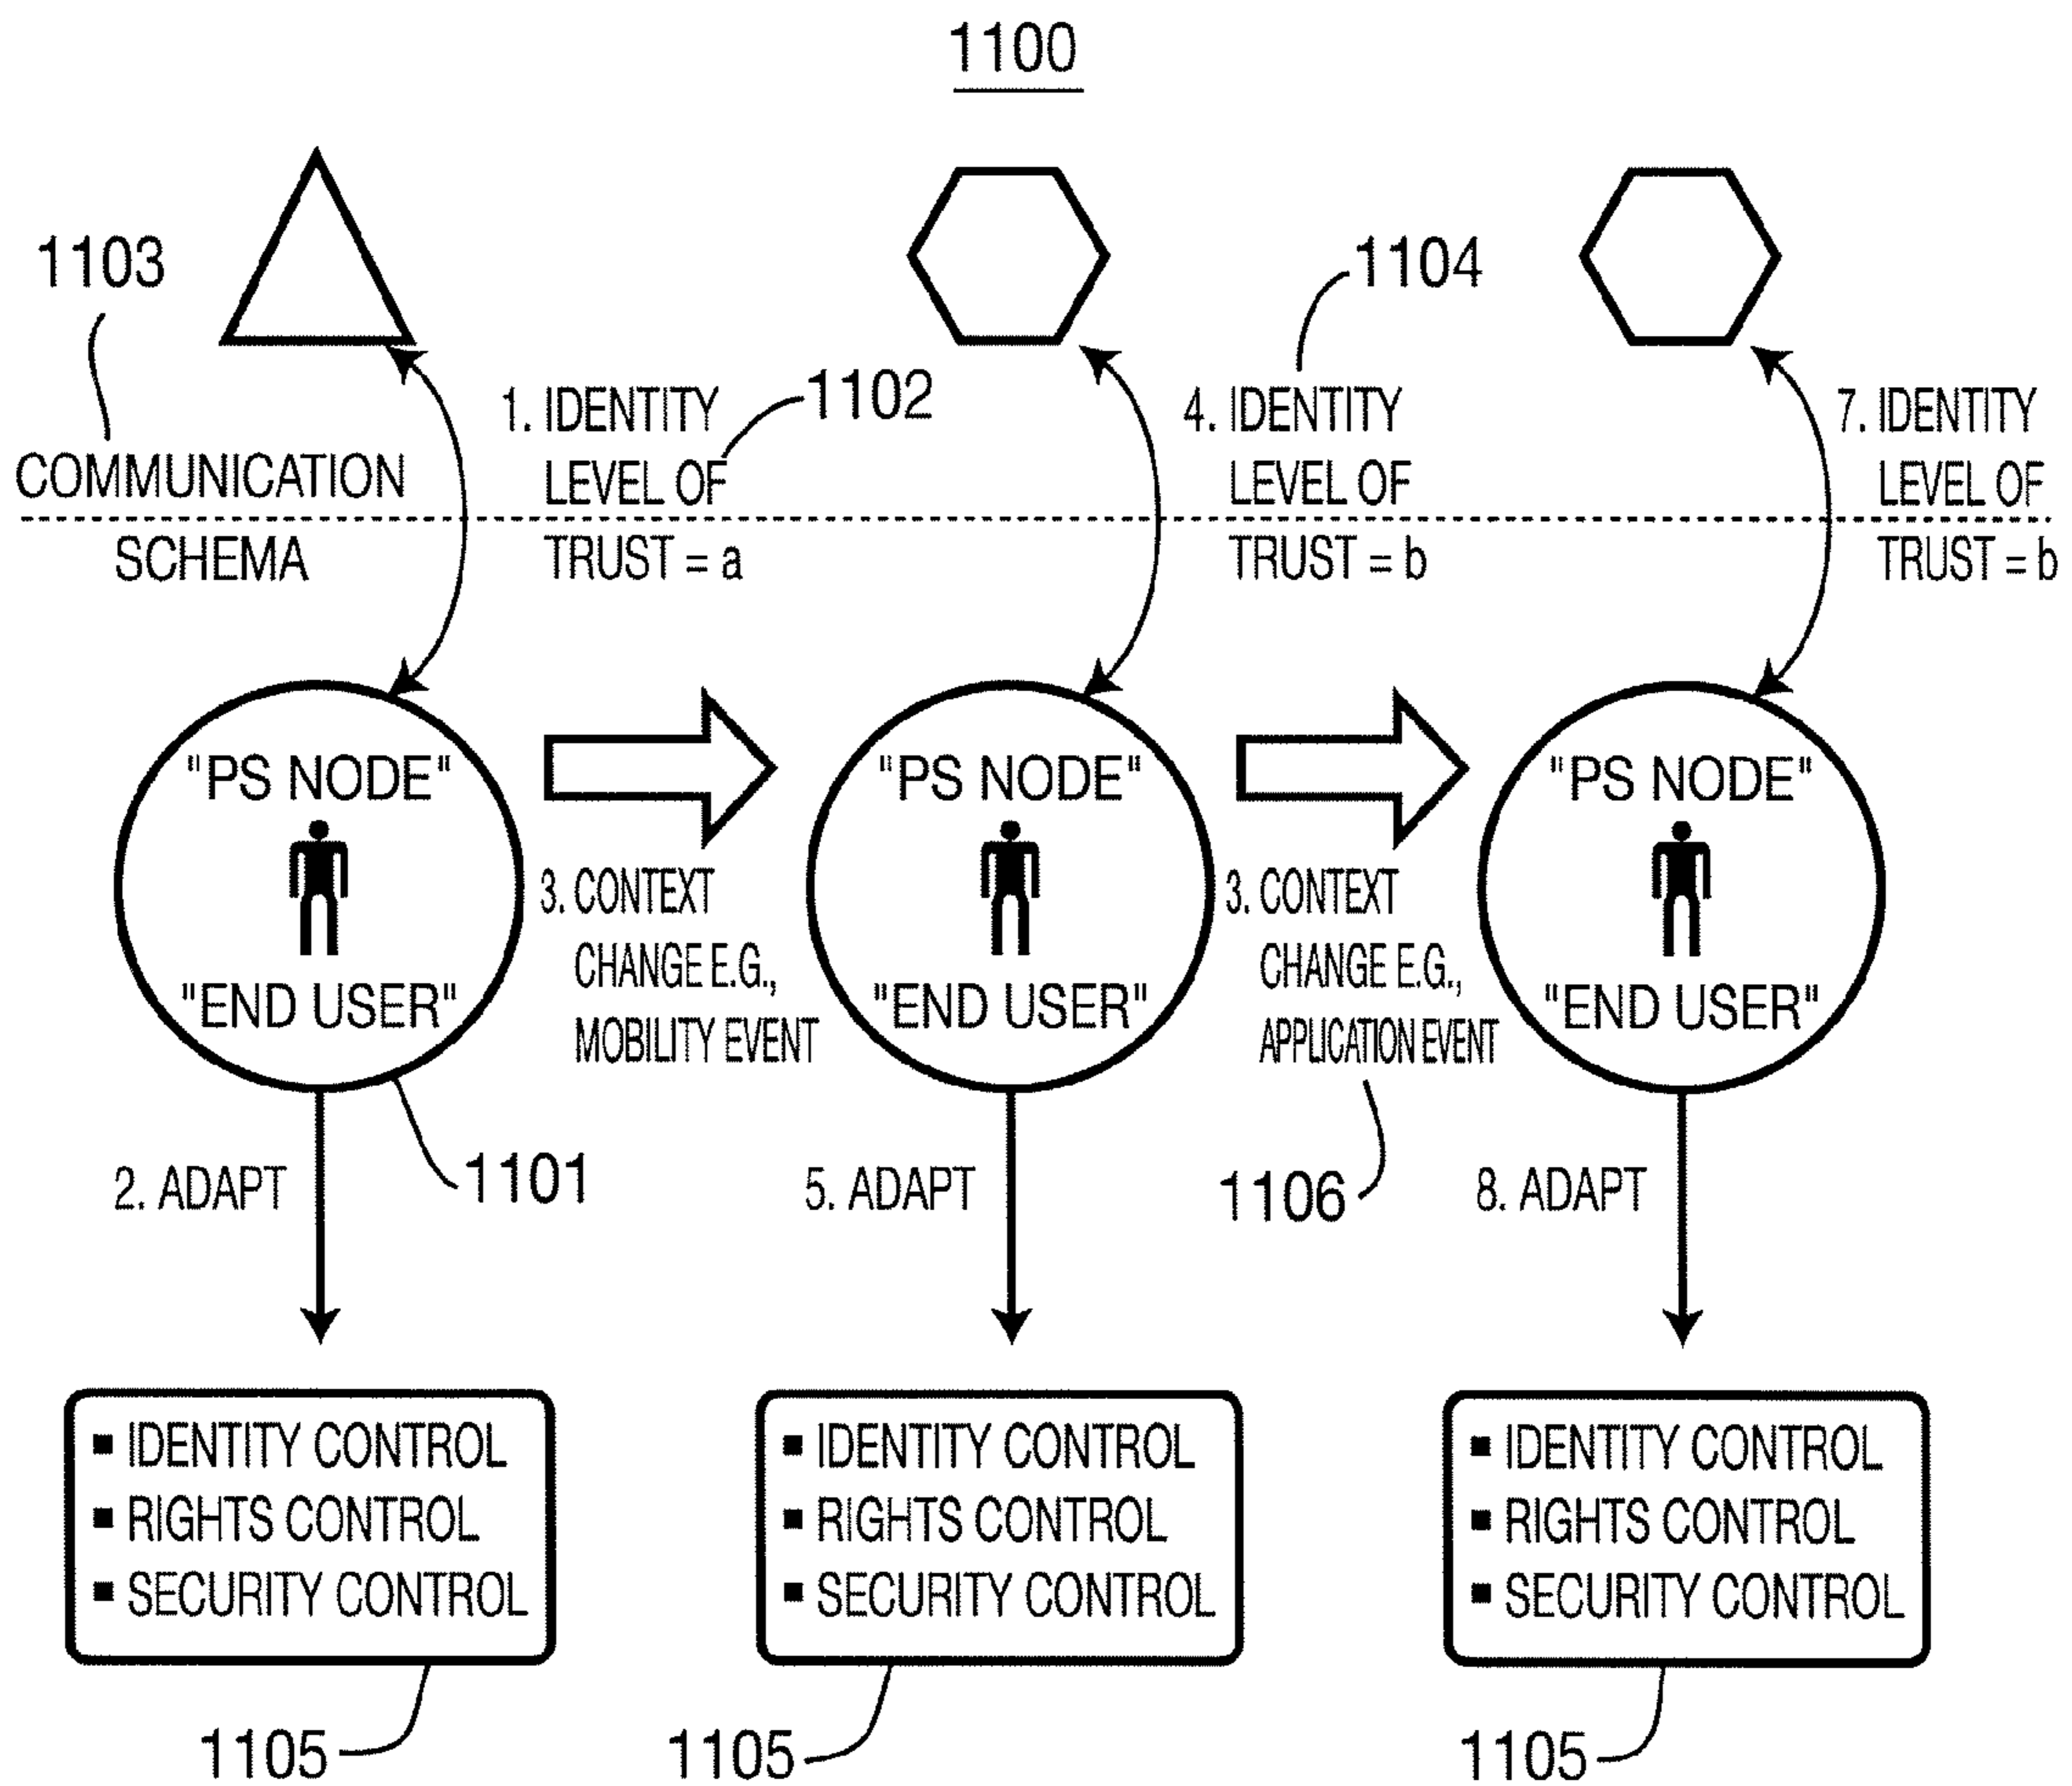 1100
1103
1104
1102
COMMUNICATION
SCHEMA
1. IDENTITY
LEVEL OF
TRUST = a
4. IDENTITY
LEVEL OF
TRUST = b
7. IDENTITY
LEVEL OF
TRUST = b
"PS NODE"
"END USER"
3. CONTEXT
CHANGE E.G.,
MOBILITY EVENT
"PS NODE"
"END USER"
3. CONTEXT
CHANGE E.G.,
APPLICATION EVENT
"PS NODE"
"END USER"
2. ADAPT
1101
5. ADAPT
1106
8. ADAPT
▪ IDENTITY CONTROL
▪ RIGHTS CONTROL
▪ SECURITY CONTROL
▪ IDENTITY CONTROL
▪ RIGHTS CONTROL
▪ SECURITY CONTROL
▪ IDENTITY CONTROL
▪ RIGHTS CONTROL
▪ SECURITY CONTROL
1105
1105
1105